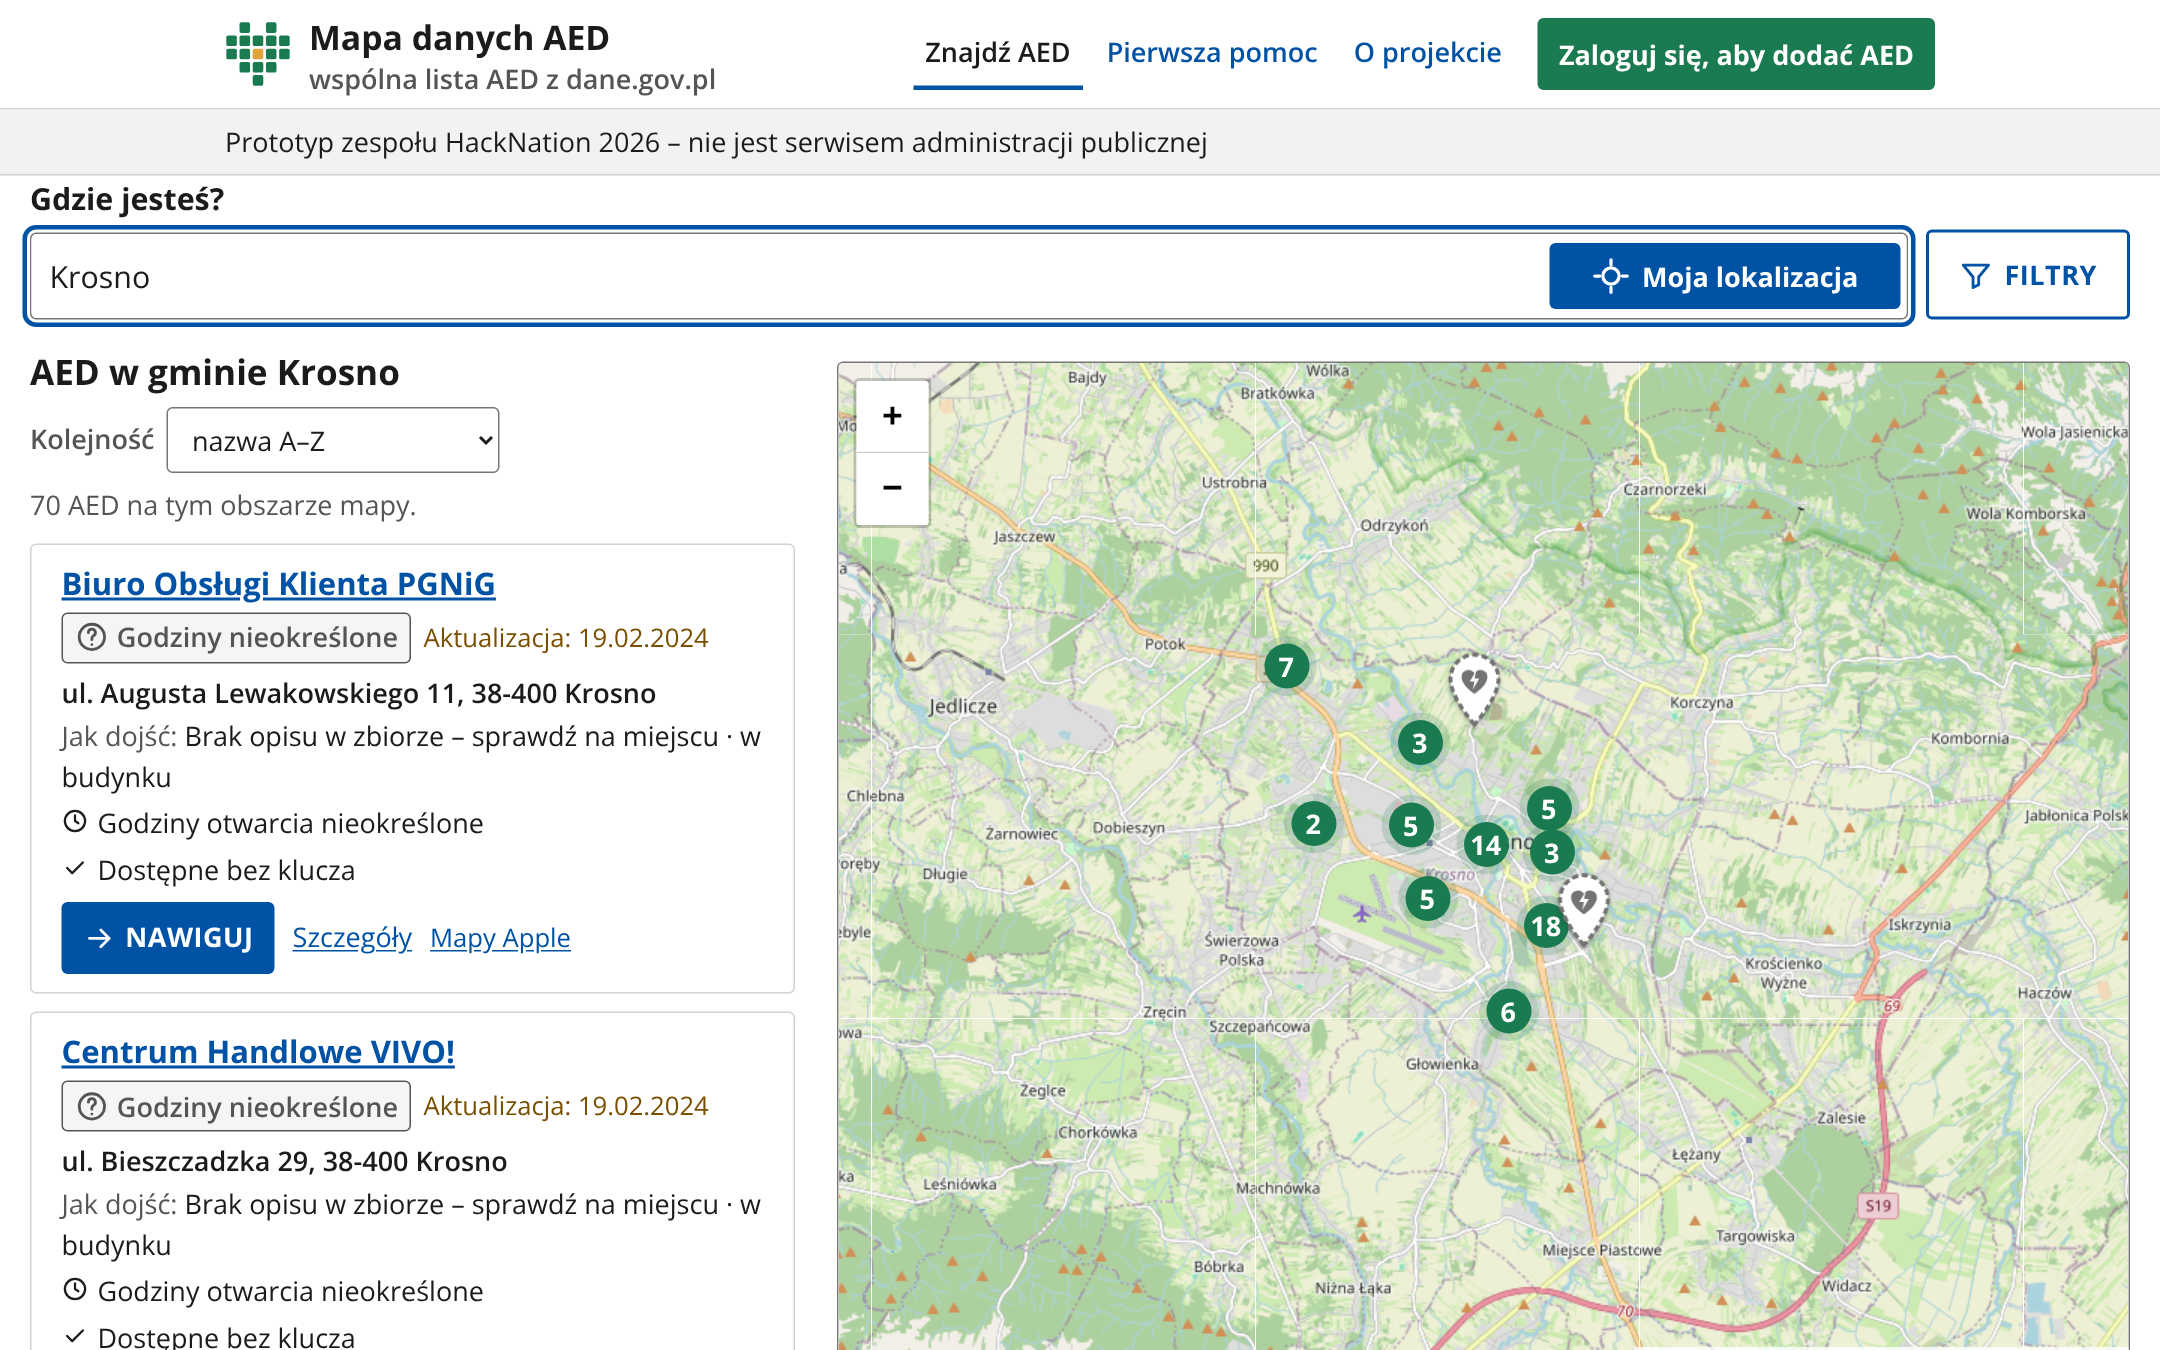 Mapa danych AED
wspólna lista AED z dane.gov.pl
Znajdź AED
Pierwsza pomoc
O projekcie
Zaloguj się, aby dodać AED
Prototyp zespołu HackNation 2026 – nie jest serwisem administracji publicznej
Gdzie jesteś?
Krosno
Moja lokalizacja
FILTRY
AED w gminie Krosno
Kolejność
nazwa A–Z
70 AED na tym obszarze mapy.
Biuro Obsługi Klienta PGNiG
Godziny nieokreślone
Aktualizacja: 19.02.2024
ul. Augusta Lewakowskiego 11, 38-400 Krosno
Jak dojść: Brak opisu w zbiorze – sprawdź na miejscu · w
budynku
Godziny otwarcia nieokreślone
Dostępne bez klucza
NAWIGUJ
Szczegóły
Mapy Apple
Centrum Handlowe VIVO!
Godziny nieokreślone
Aktualizacja: 19.02.2024
ul. Bieszczadzka 29, 38-400 Krosno
Jak dojść: Brak opisu w zbiorze – sprawdź na miejscu · w
budynku
Godziny otwarcia nieokreślone
Dostępne bez klucza
+
−
Bajdy
Wólka
Bratkówka
Wola Jasienicka
Ustrobna
Czarnorzeki
Wola Komborska
Odrzykoń
Jaszczew
990
Potok
7
Jedlicze
Korczyna
3
Kombornia
Chlebna
5
Jabłonica Polsk
2
5
Żarnowiec
Dobieszyn
14
3
oręby
Długie
Krosno
5
18
ebyle
Świerzowa
Polska
Iskrzynia
Krościenko
Wyżne
Haczów
69
Zręcin
6
owa
Szczepańcowa
Głowienka
Żeglce
Zalesie
Chorkówka
Łężany
ka
Leśniówka
Machnówka
S19
Targowiska
Miejsce Piastowe
Bóbrka
Niżna Łąka
Widacz
70